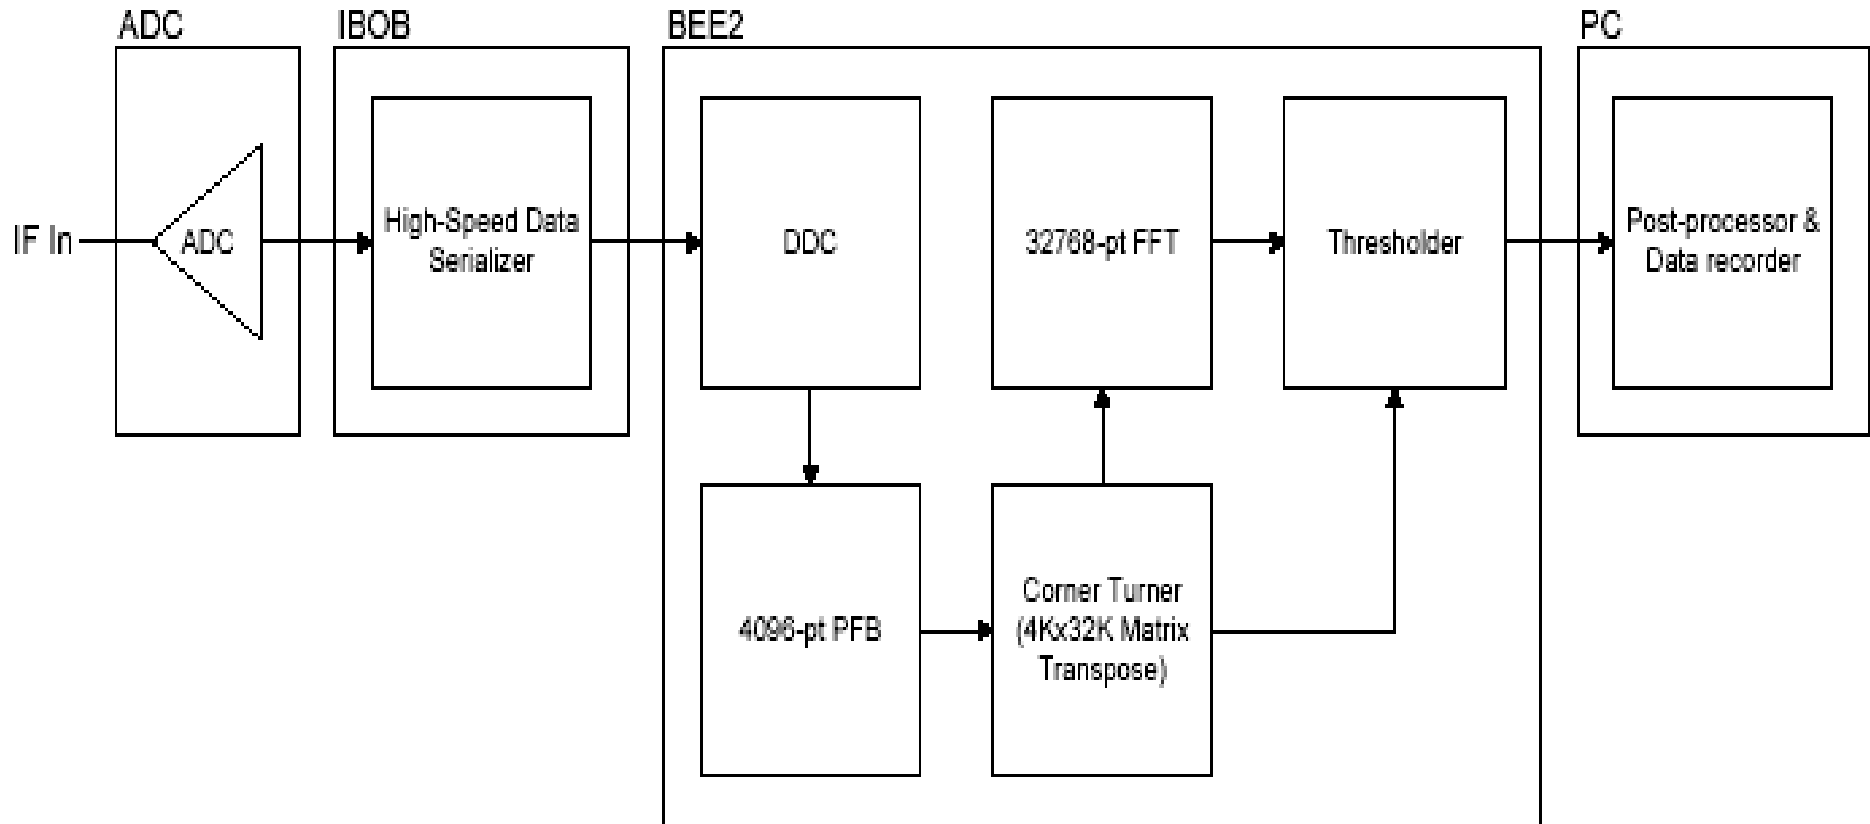 ADC
IBOB
BEE2
PC
IF In
ADC
High-Speed Data
Serializer
DDC
32768-pt FFT
Thresholder
Post-processor &
Data recorder
4096-pt PFB
Corner Turner
(4Kx32K Matrix
Transpose)